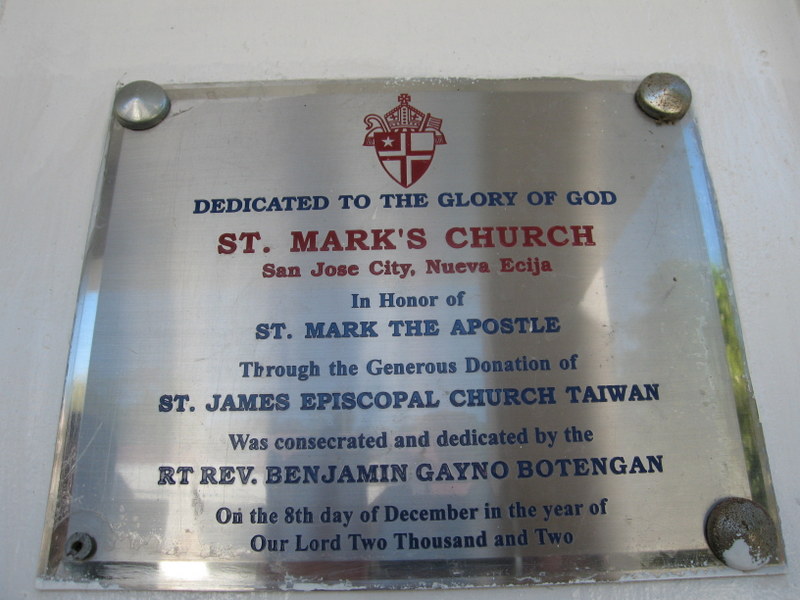 DEDICATED TO THE GLORY OF GOD
ST. MARK'S CHURCH
San Jose City, Nueva Ecija
In Honor of
ST. MARK THE APOSTLE
Through the Generous Donation of
ST. JAMES EPISCOPAL CHURCH TAIWAN
Was consecrated and dedicated by the
RT REV. BENJAMIN GAYNO BOTENGAN
On the 8th day of December in the year of
Our Lord Two Thousand and Two